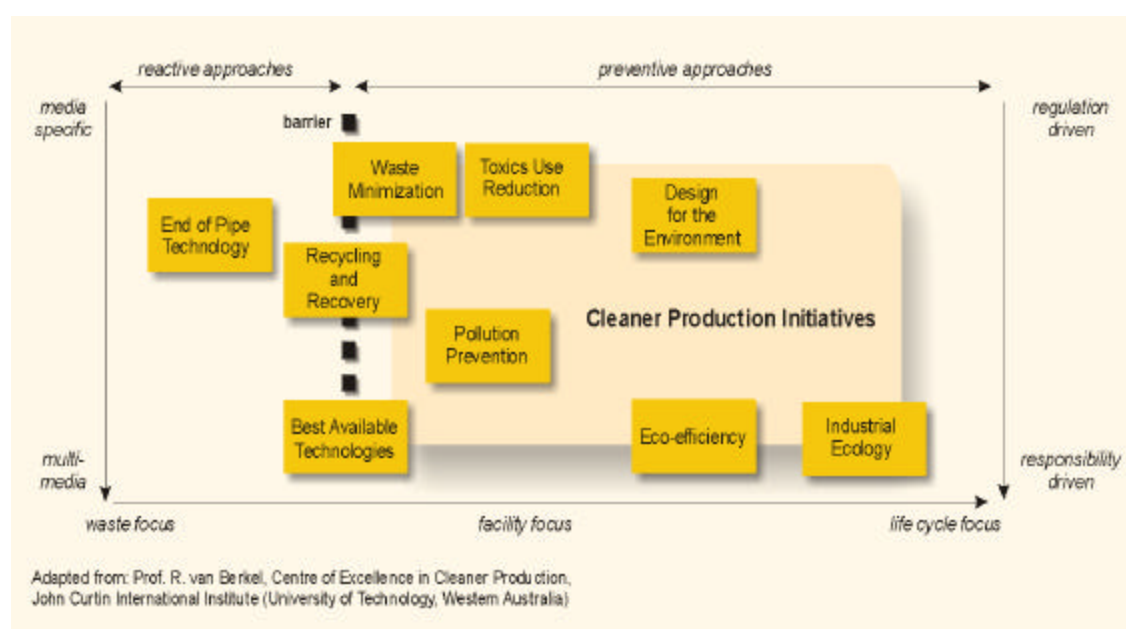 reactive approaches
preventive approaches
media
specific
regulation
driven
barrier
Waste
Minimization
Toxics Use
Reduction
Design
for the
Environment
End of Pipe
Technology
Recycling
and
Recovery
Cleaner Production Initiatives
Pollution
Prevention
Best Available
Technologies
Eco-efficiency
Industrial
Ecology
multi-
media
responsibility
driven
waste focus
facility focus
life cycle focus
Adapted from: Prof. R. van Berkel, Centre of Excellence in Cleaner Production,
John Curtin International Institute (University of Technology, Western Australia)